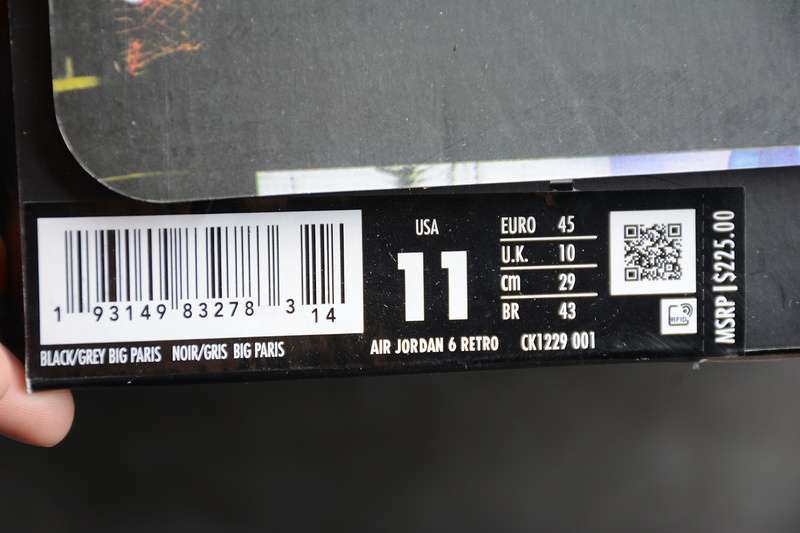 1 93149 83278 3 14
BLACK/GREY BIG PARIS NOIR/GRIS BIG PARIS
USA
11
AIR JORDAN 6 RETRO CK1229 001
EURO 45
U.K. 10
cm 29
BR 43
RFID
MSRP|$225.00